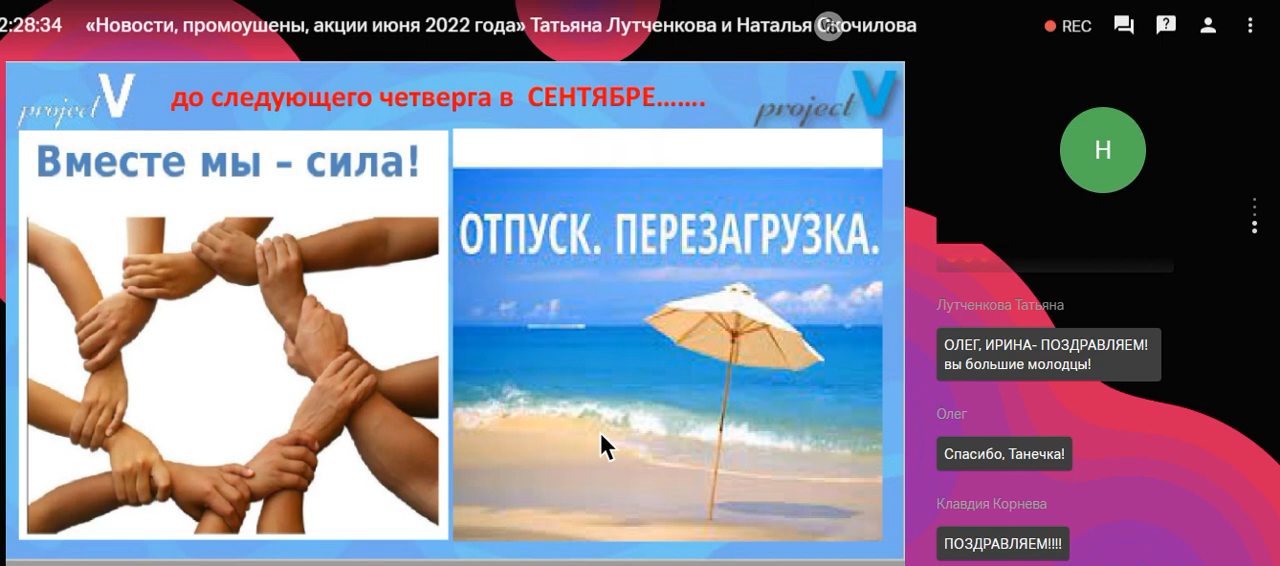 2:28:34 «Новости, промоушены, акции июня 2022 года» Татьяна Лутченкова и Наталья Скочилова
REC
project V
до следующего четверга в СЕНТЯБРЕ…….
project V
Вместе мы – сила!
ОТПУСК. ПЕРЕЗАГРУЗКА.
Н
Лутченкова Татьяна
ОЛЕГ, ИРИНА- ПОЗДРАВЛЯЕМ!
вы большие молодцы!
Олег
Спасибо, Танечка!
Клавдия Корнева
ПОЗДРАВЛЯЕМ!!!!